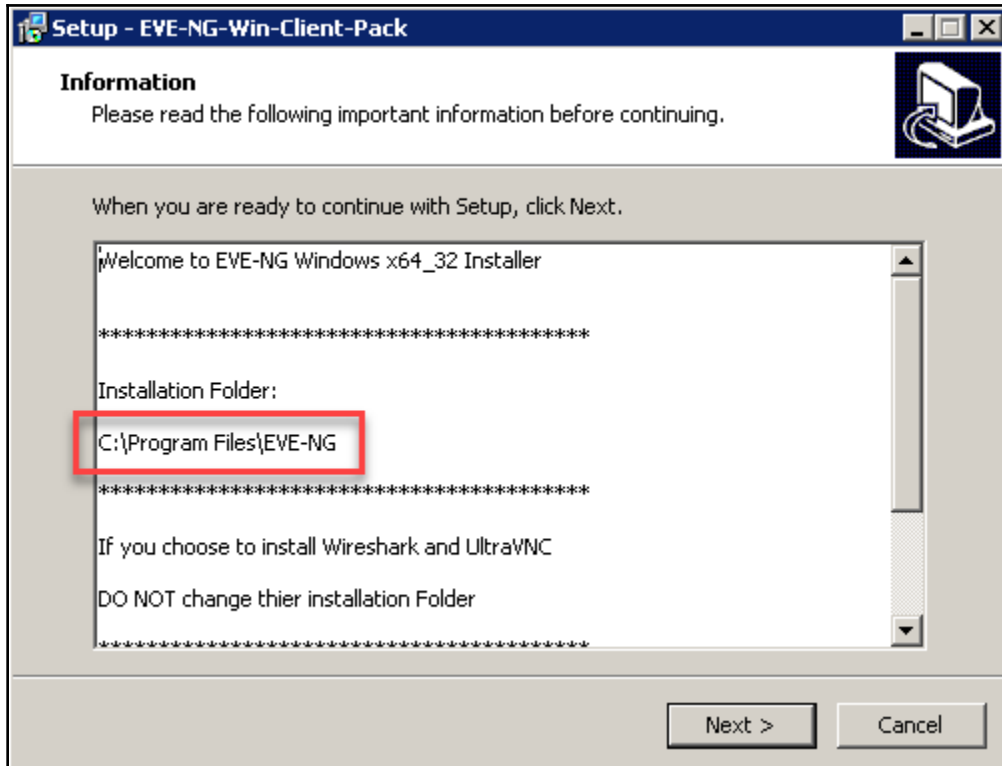 Setup - EVE-NG-Win-Client-Pack
Information
Please read the following important information before continuing.
When you are ready to continue with Setup, click Next.
Welcome to EVE-NG Windows x64_32 Installer
*****************************************
Installation Folder:
C:\Program Files\EVE-NG
*****************************************
If you choose to install Wireshark and UltraVNC
DO NOT change thier installation Folder
*****************************************
Next >
Cancel